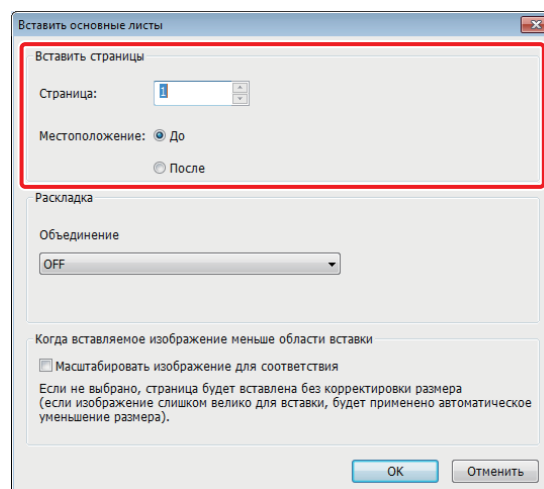 Вставить основные листы
Вставить страницы
Страница:
1
Местоположение:
До
После
Раскладка
Объединение
OFF
Когда вставляемое изображение меньше области вставки
Масштабировать изображение для соответствия
Если не выбрано, страница будет вставлена без корректировки размера
(если изображение слишком велико для вставки, будет применено автоматическое
уменьшение размера).
OK
Отменить